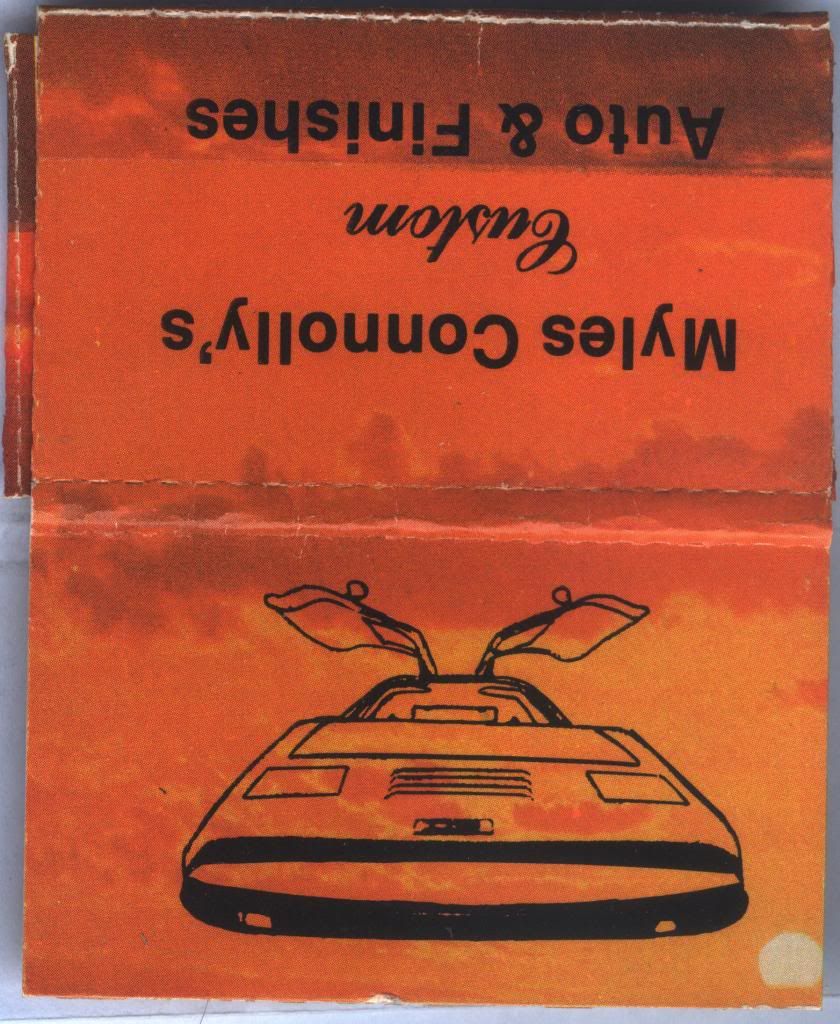 Myles Connolly's
Custom
Auto & Finishes